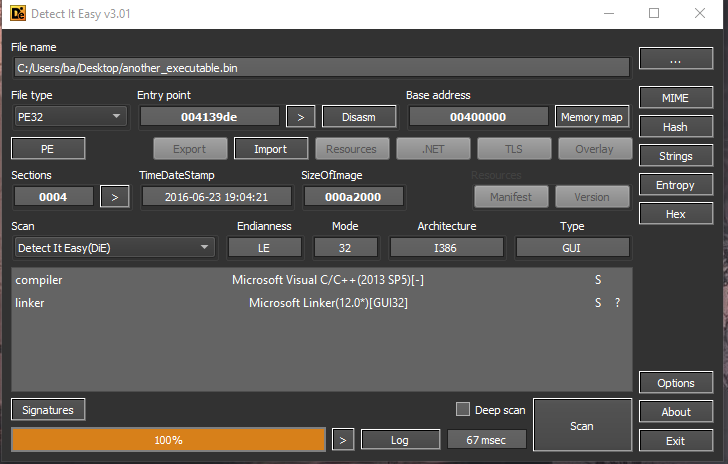 Detect It Easy v3.01
File name
C:/Users/ba/Desktop/another_executable.bin
...
File type Entry point Base address
PE32 004139de > Disasm 00400000 Memory map
MIME
PE Export Import Resources .NET TLS Overlay
Hash
Strings
Sections TimeDateStamp SizeOfImage Resources
0004 > 2016-06-23 19:04:21 000a2000 Manifest Version
Entropy
Hex
Scan Endianness Mode Architecture Type
Detect It Easy(DiE) LE 32 I386 GUI
compiler Microsoft Visual C/C++(2013 SP5)[-] S
linker Microsoft Linker(12.0*)[GUI32] S ?
Options
Signatures Deep scan Scan About
100% > Log 67 msec Exit